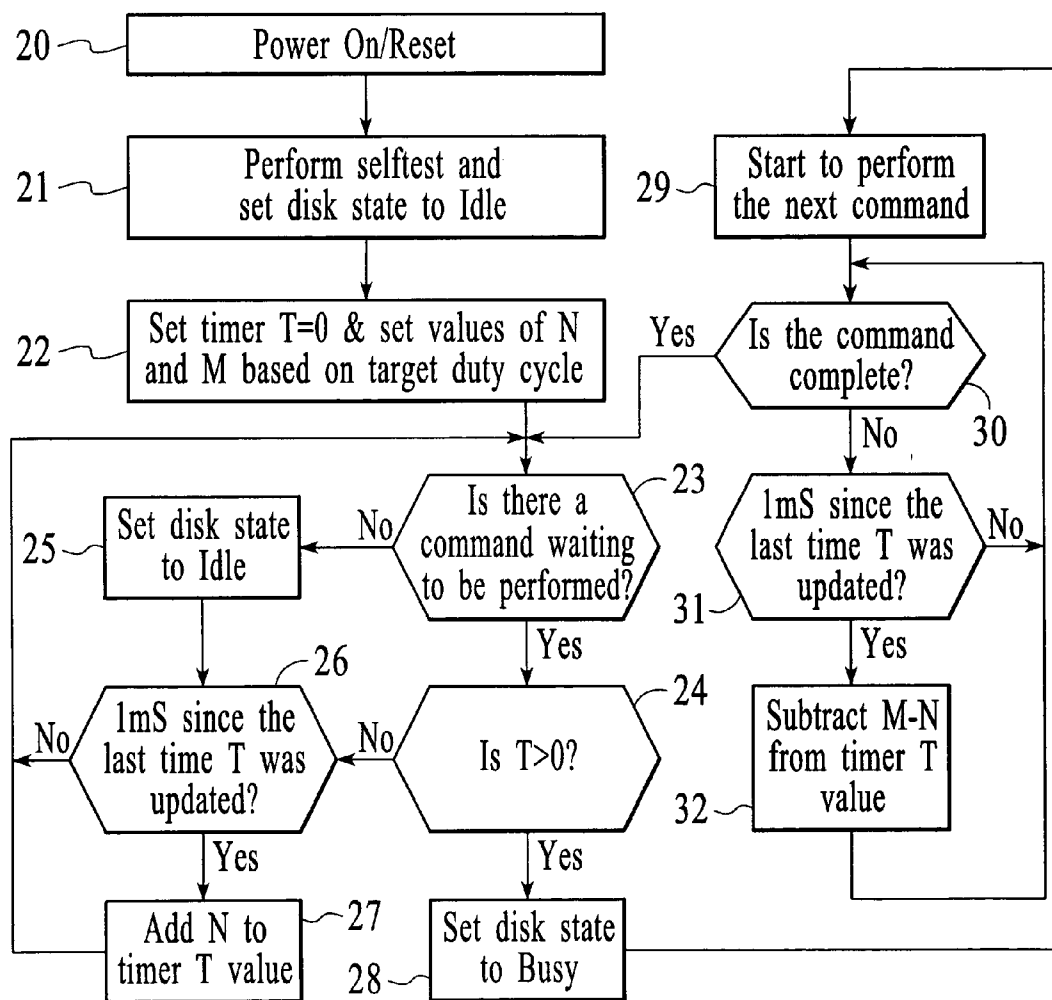 20
Power On/Reset
21
Perform selftest and
set disk state to Idle
22
Set timer T=0 & set values of N
and M based on target duty cycle
23
Is there a
command waiting
to be performed?
No
Yes
25
Set disk state
to Idle
24
Is T>0?
No
Yes
26
1mS since the
last time T was
updated?
No
Yes
27
Add N to
timer T value
28
Set disk state
to Busy
29
Start to perform
the next command
30
Is the command
complete?
Yes
No
31
1mS since the
last time T was
updated?
No
Yes
32
Subtract M-N
from timer T
value